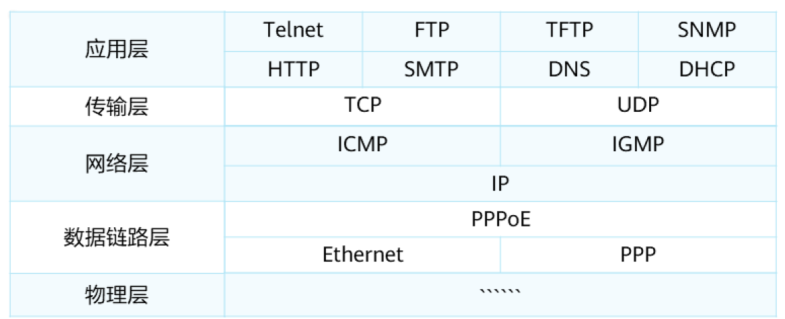 应用层
Telnet FTP TFTP SNMP
HTTP SMTP DNS DHCP
传输层
TCP UDP
网络层
ICMP IGMP
IP
数据链路层
PPPoE
Ethernet PPP
物理层
``````